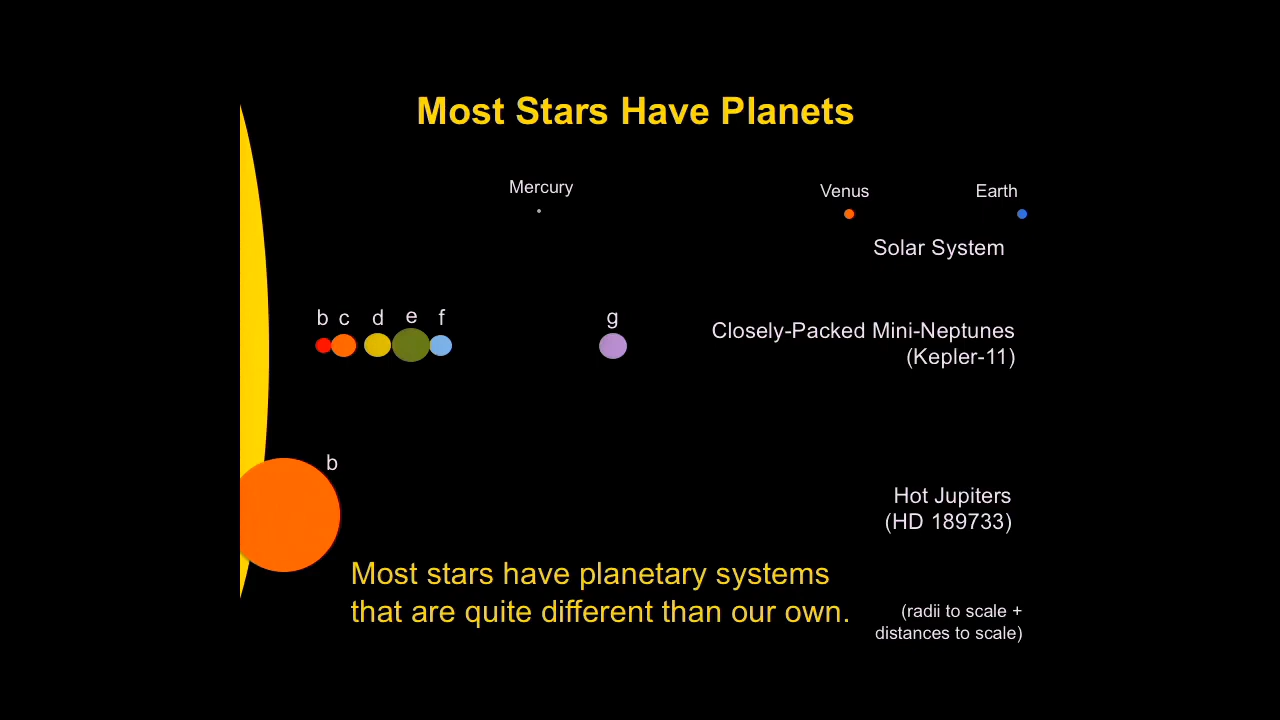 Most Stars Have Planets
Mercury
Venus
Earth
Solar System
b c d e f g
Closely-Packed Mini-Neptunes
(Kepler-11)
b
Hot Jupiters
(HD 189733)
Most stars have planetary systems
that are quite different than our own.
(radii to scale +
distances to scale)